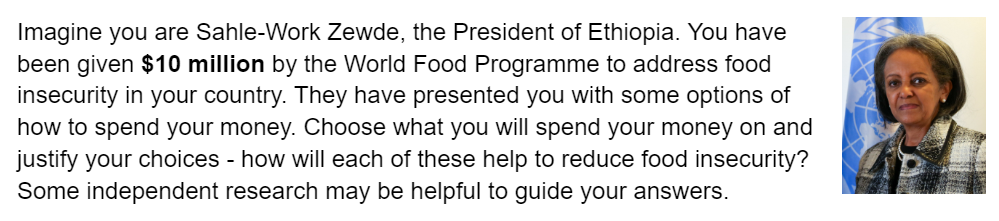 Imagine you are Sahle-Work Zewde, the President of Ethiopia. You have
been given $10 million by the World Food Programme to address food
insecurity in your country. They have presented you with some options of
how to spend your money. Choose what you will spend your money on and
justify your choices - how will each of these help to reduce food insecurity?
Some independent research may be helpful to guide your answers.